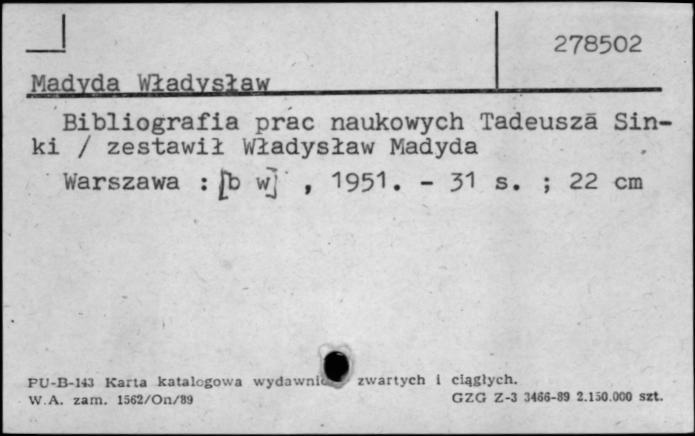 278502
Madyda Władysław
Bibliografia prac naukowych Tadeusza Sin-
ki / zestawił Władysław Madyda
Warszawa : [b w] , 1951. - 31 s. ; 22 cm
PU-B-143 Karta katalogowa zwartych i ciągłych.
W.A. zam. 1562/On/89 GZG Z-3 3466-89 2.150.000 szt.